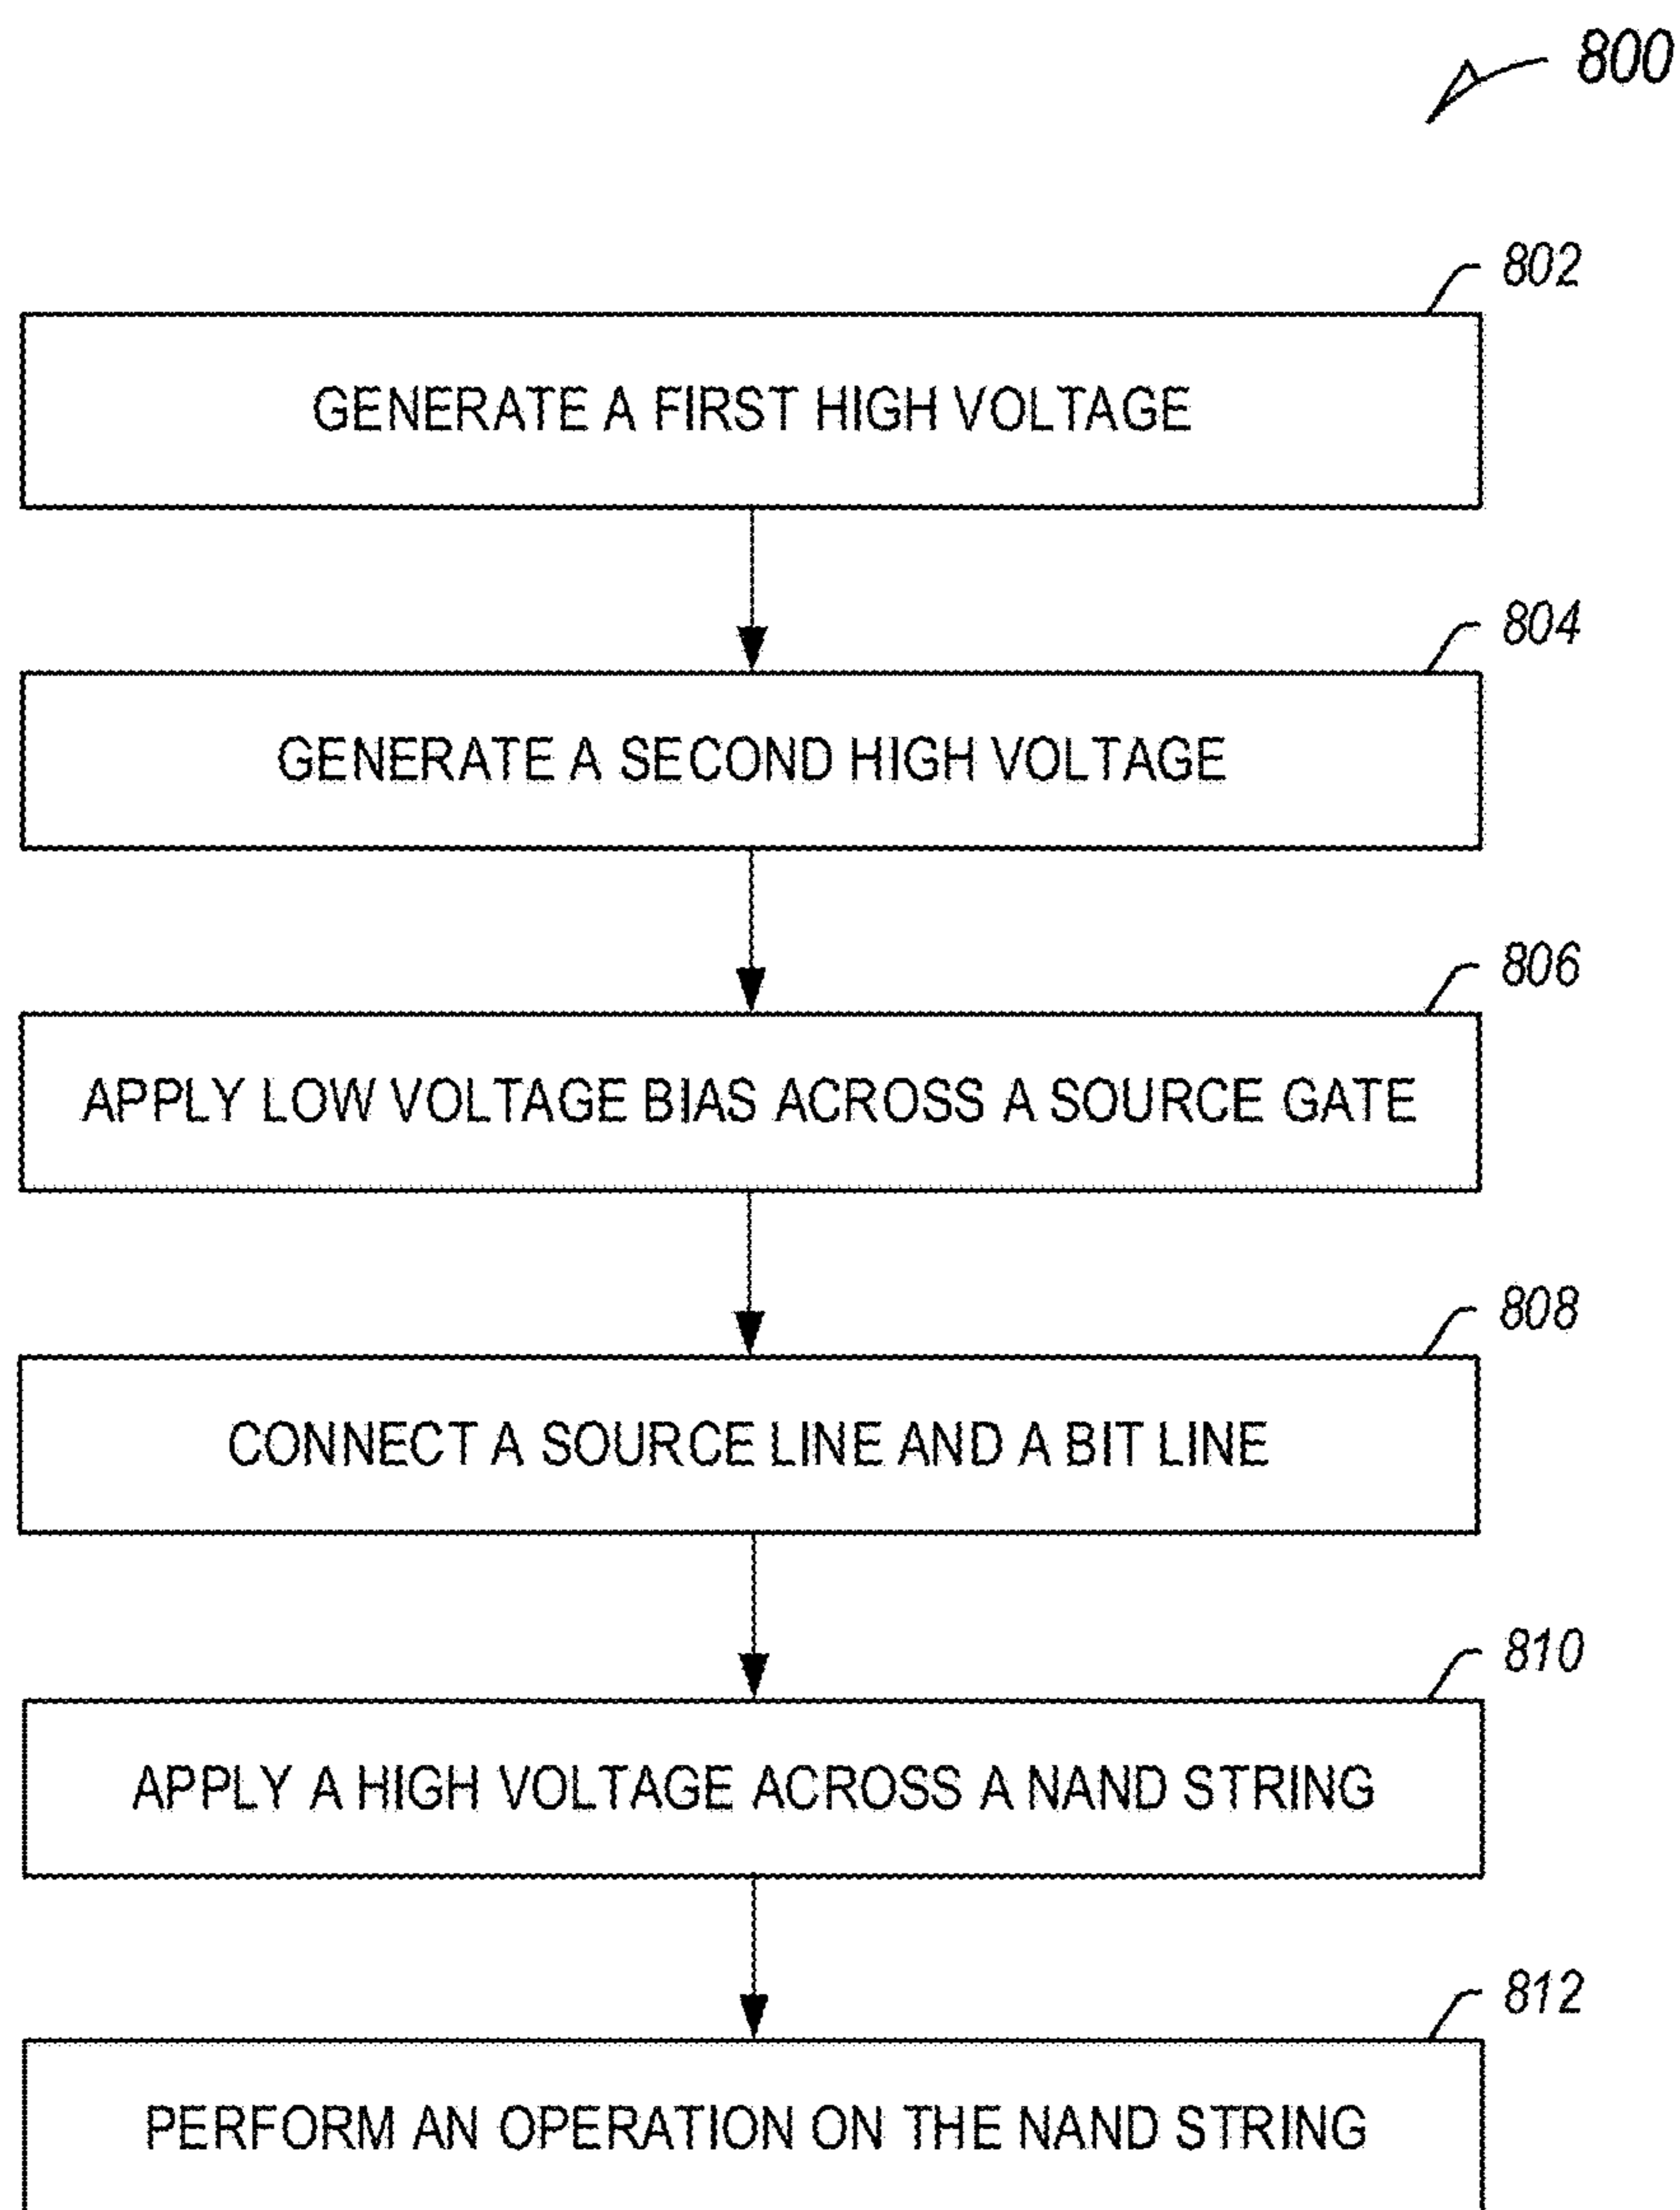 800
802
GENERATE A FIRST HIGH VOLTAGE
804
GENERATE A SECOND HIGH VOLTAGE
806
APPLY LOW VOLTAGE BIAS ACROSS A SOURCE GATE
808
CONNECT A SOURCE LINE AND A BIT LINE
810
APPLY A HIGH VOLTAGE ACROSS A NAND STRING
812
PERFORM AN OPERATION ON THE NAND STRING